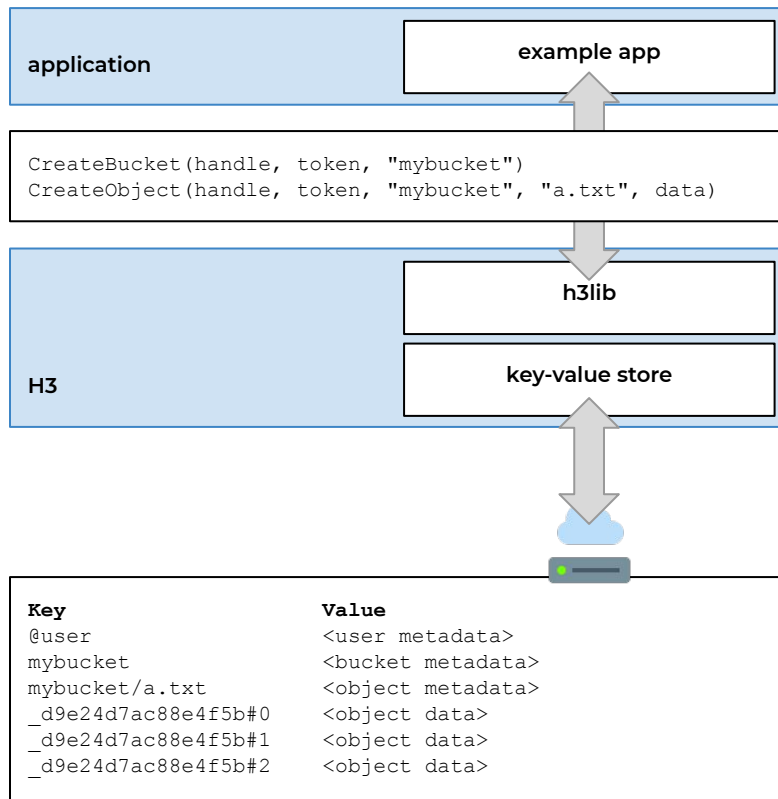 example app
application
CreateBucket(handle, token, "mybucket")
CreateObject(handle, token, "mybucket", "a.txt", data)
h3lib
key-value store
H3
Key Value
@user <user metadata>
mybucket <bucket metadata>
mybucket/a.txt <object metadata>
_d9e24d7ac88e4f5b#0 <object data>
_d9e24d7ac88e4f5b#1 <object data>
_d9e24d7ac88e4f5b#2 <object data>